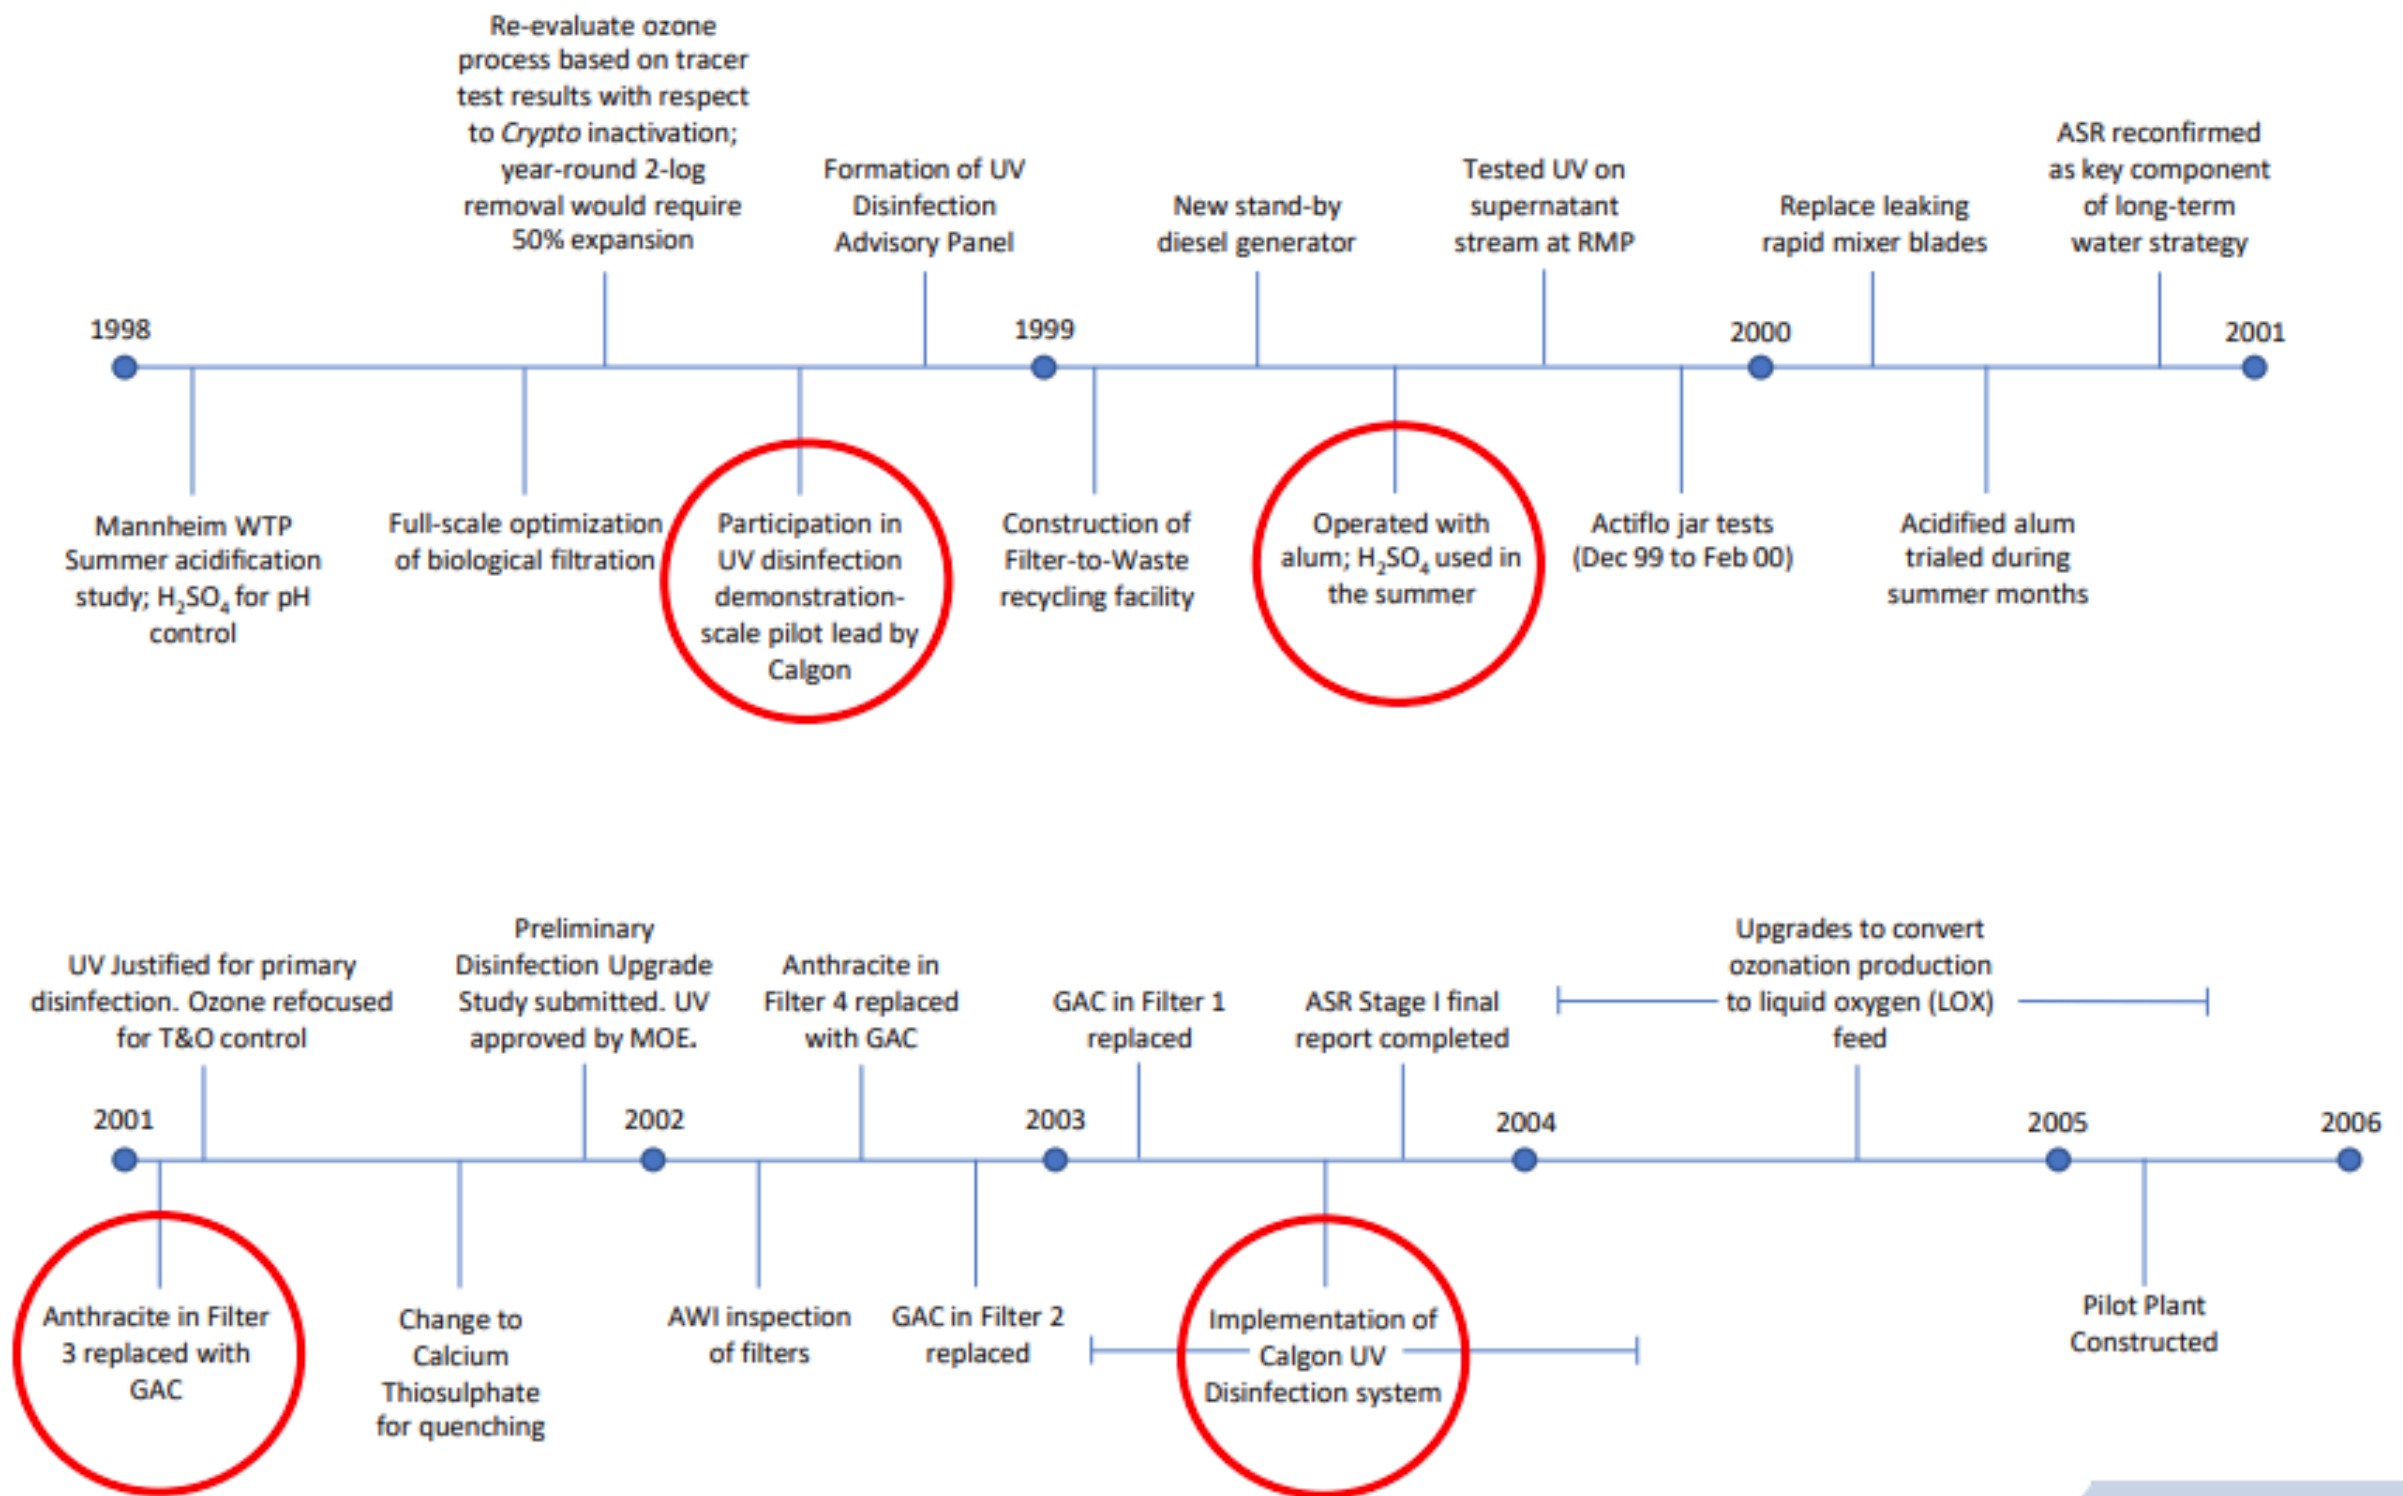 Re-evaluate ozone
process based on tracer
test results with respect
to Crypto inactivation;
year-round 2-log
removal would require
50% expansion
Formation of UV
Disinfection
Advisory Panel
New stand-by
diesel generator
Tested UV on
supernatant
stream at RMP
Replace leaking
rapid mixer blades
ASR reconfirmed
as key component
of long-term
water strategy
1998
1999
2000
2001
Mannheim WTP
Summer acidification
study; H₂SO₄ for pH
control
Full-scale optimization
of biological filtration
Participation in
UV disinfection
demonstration-
scale pilot lead by
Calgon
Construction of
Filter-to-Waste
recycling facility
Operated with
alum; H₂SO₄ used in
the summer
Actiflo jar tests
(Dec 99 to Feb 00)
Acidified alum
trialed during
summer months
UV Justified for primary
disinfection. Ozone refocused
for T&O control
Preliminary
Disinfection Upgrade
Study submitted. UV
approved by MOE.
Anthracite in
Filter 4 replaced
with GAC
GAC in Filter 1
replaced
ASR Stage I final
report completed
Upgrades to convert
ozonation production
to liquid oxygen (LOX)
feed
2001
2002
2003
2004
2005
2006
Anthracite in Filter
3 replaced with
GAC
Change to
Calcium
Thiosulphate
for quenching
AWI inspection
of filters
GAC in Filter 2
replaced
Implementation of
Calgon UV
Disinfection system
Pilot Plant
Constructed